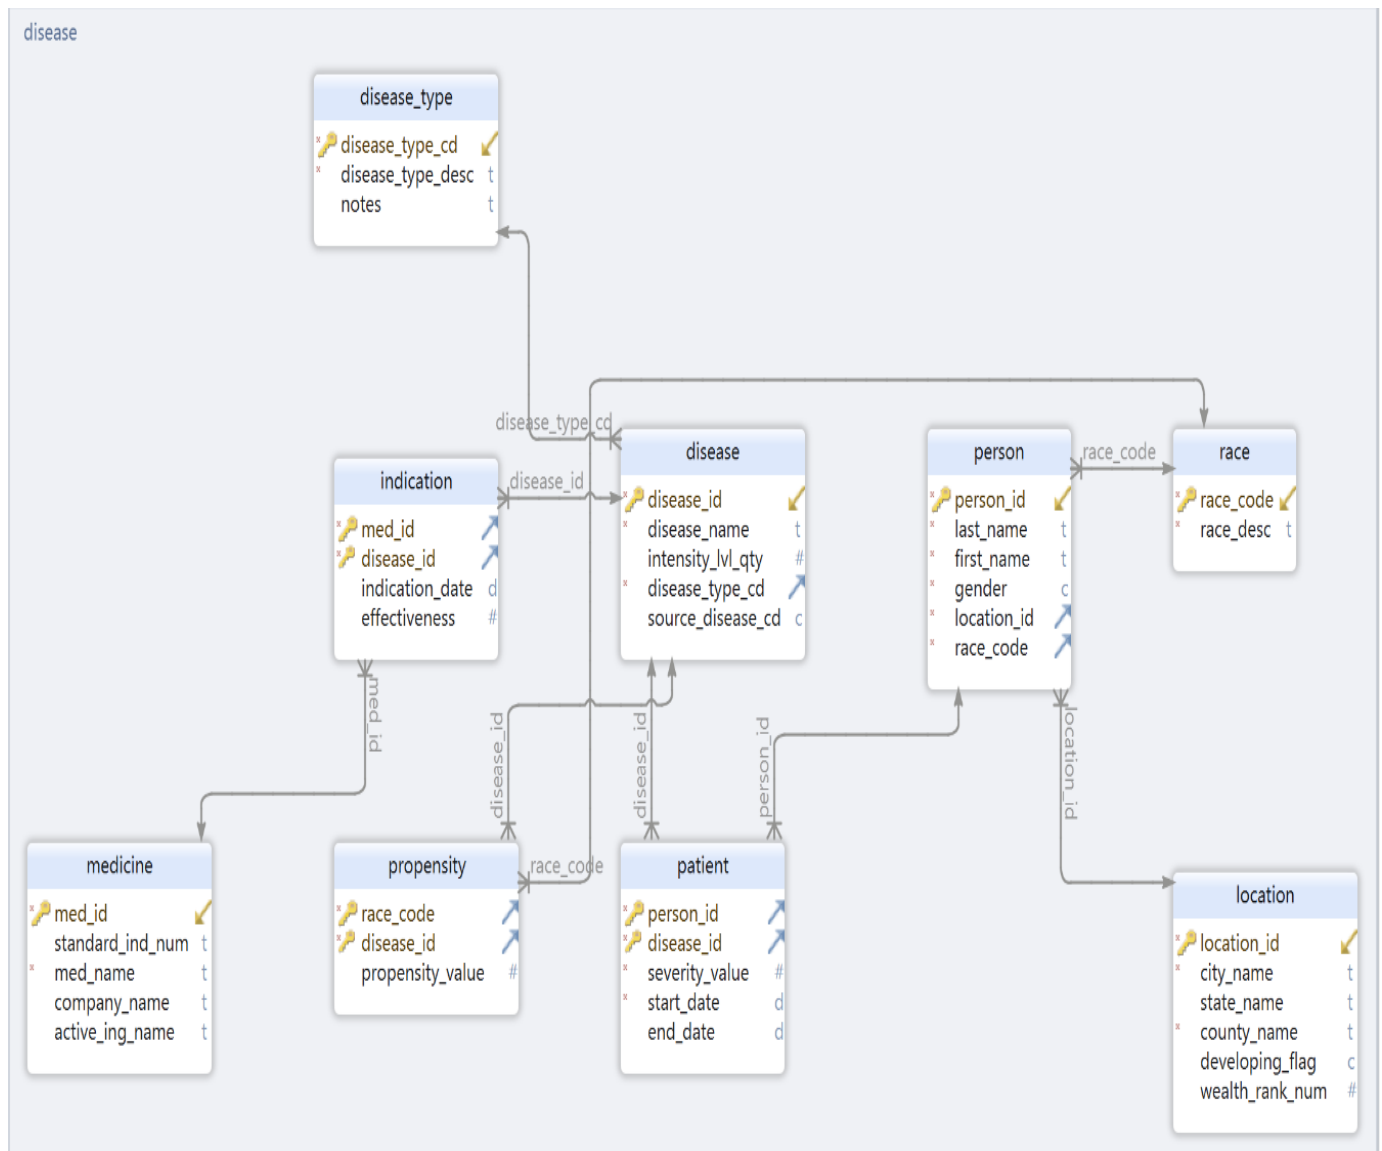 disease
disease_type
disease_type_cd
disease_type_desc t
notes t
disease_type_cd
disease
disease_id
disease_name t
intensity_lvl_qty #
disease_type_cd
source_disease_cd c
person
person_id
last_name t
first_name t
gender c
location_id
race_code
race_code
race
race_code
race_desc t
indication
med_id
disease_id
indication_date d
effectiveness #
disease_id
med_id
disease_id
disease_id
person_id
location_id
medicine
med_id
standard_ind_num t
med_name t
company_name t
active_ing_name t
propensity
race_code
disease_id
propensity_value #
race_code
patient
person_id
disease_id
severity_value #
start_date d
end_date d
location
location_id
city_name t
state_name t
county_name t
developing_flag c
wealth_rank_num #